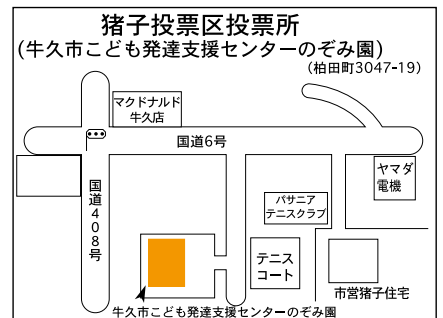 猪子投票区投票所
(牛久市こども発達支援センターのぞみ園)
(柏田町3047-19)
マクドナルド
牛久店
国道6号
ヤマダ
電機
国道408号
パサニア
テニスクラブ
テニス
コート
市営猪子住宅
牛久市こども発達支援センターのぞみ園